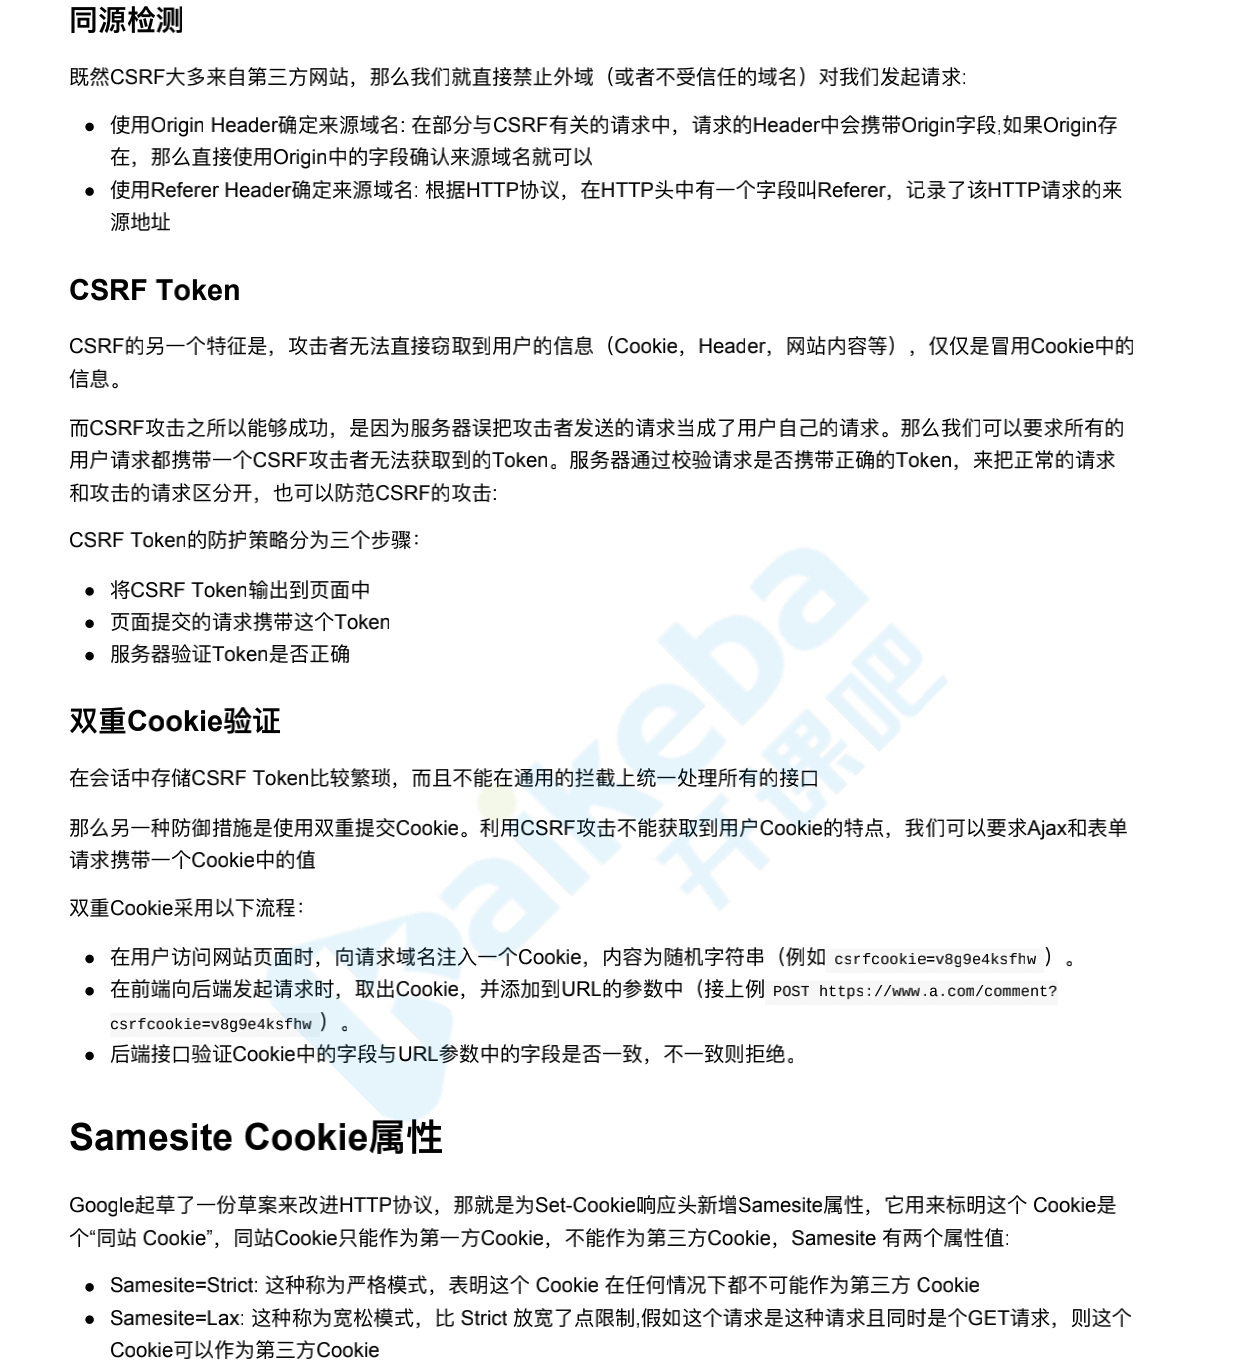 同源检测
既然CSRF大多来自第三方网站，那么我们就直接禁止外域（或者不受信任的域名）对我们发起请求:
● 使用Origin Header确定来源域名: 在部分与CSRF有关的请求中，请求的Header中会携带Origin字段,如果Origin存
在，那么直接使用Origin中的字段确认来源域名就可以
● 使用Referer Header确定来源域名: 根据HTTP协议，在HTTP头中有一个字段叫Referer，记录了该HTTP请求的来
源地址
CSRF Token
CSRF的另一个特征是，攻击者无法直接窃取到用户的信息（Cookie，Header，网站内容等），仅仅是冒用Cookie中的
信息。
而CSRF攻击之所以能够成功，是因为服务器误把攻击者发送的请求当成了用户自己的请求。那么我们可以要求所有的
用户请求都携带一个CSRF攻击者无法获取到的Token。服务器通过校验请求是否携带正确的Token，来把正常的请求
和攻击的请求区分开，也可以防范CSRF的攻击:
CSRF Token的防护策略分为三个步骤：
● 将CSRF Token输出到页面中
● 页面提交的请求携带这个Token
● 服务器验证Token是否正确
双重Cookie验证
在会话中存储CSRF Token比较繁琐，而且不能在通用的拦截上统一处理所有的接口
那么另一种防御措施是使用双重提交Cookie。利用CSRF攻击不能获取到用户Cookie的特点，我们可以要求Ajax和表单
请求携带一个Cookie中的值
双重Cookie采用以下流程：
● 在用户访问网站页面时，向请求域名注入一个Cookie，内容为随机字符串（例如 csrfcookie=v8g9e4ksfhw ）。
● 在前端向后端发起请求时，取出Cookie，并添加到URL的参数中（接上例 POST https://www.a.com/comment?
csrfcookie=v8g9e4ksfhw ）。
● 后端接口验证Cookie中的字段与URL参数中的字段是否一致，不一致则拒绝。
Samesite Cookie属性
Google起草了一份草案来改进HTTP协议，那就是为Set-Cookie响应头新增Samesite属性，它用来标明这个 Cookie是
个“同站 Cookie”，同站Cookie只能作为第一方Cookie，不能作为第三方Cookie，Samesite 有两个属性值:
● Samesite=Strict: 这种称为严格模式，表明这个 Cookie 在任何情况下都不可能作为第三方 Cookie
● Samesite=Lax: 这种称为宽松模式，比 Strict 放宽了点限制,假如这个请求是这种请求且同时是个GET请求，则这个
Cookie可以作为第三方Cookie
Kaikeba
开课吧